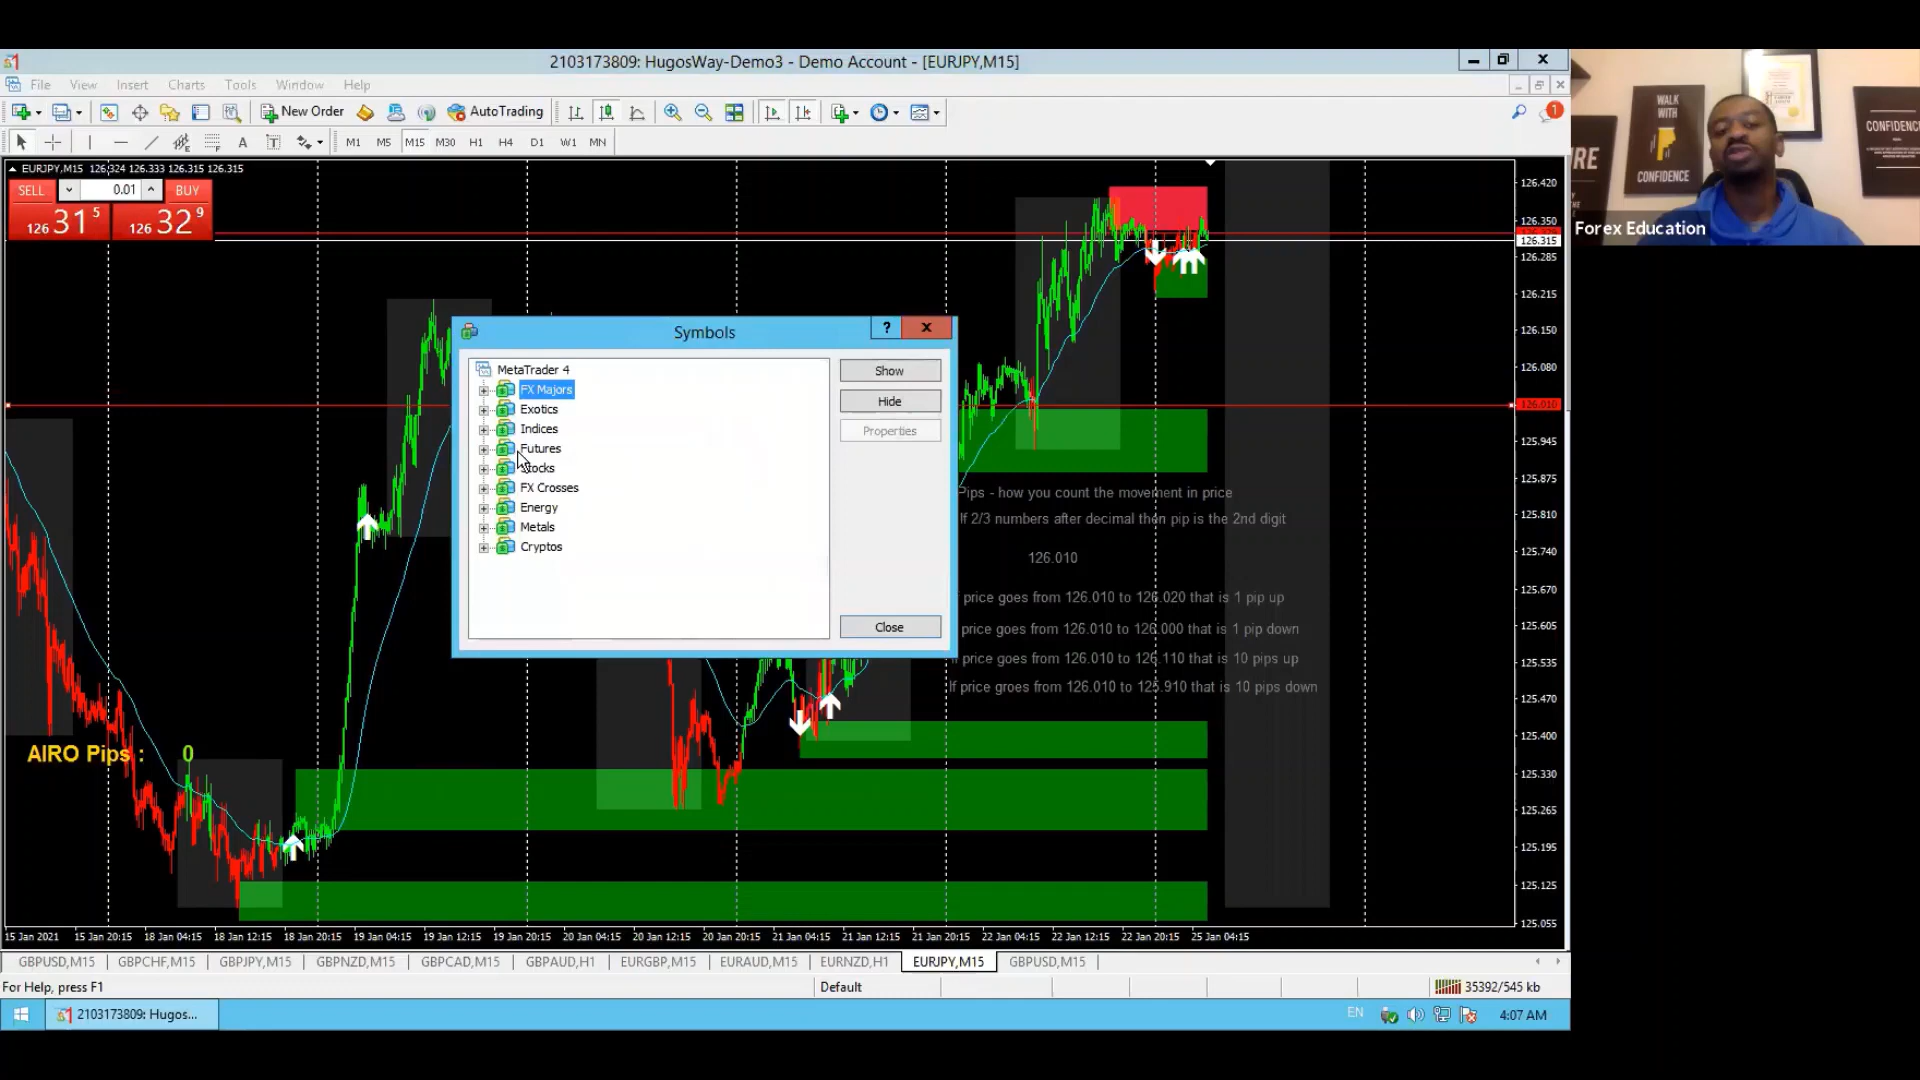 2103173809: HugosWay-Demo3 - Demo Account - [EURJPY,M15]
File View Insert Charts Tools Window Help
New Order AutoTrading 1
A T M1 M5 M15 M30 H1 H4 D1 W1 MN
EURJPY,M15 126.324 126.333 126.315 126.315
SELL 0.01 BUY
126 31 5 126 32 9
126.420
126.350
126.315
126.285
126.215
126.150
126.080
126.010
125.945
125.875
125.810
125.740
125.670
125.605
125.535
125.470
125.400
125.330
125.265
125.195
125.125
125.055
Symbols
?
MetaTrader 4
FX Majors
Exotics
Indices
Futures
Stocks
FX Crosses
Energy
Metals
Cryptos
Show
Hide
Properties
Close
Pips - how you count the movement in price
If 2/3 numbers after decimal then pip is the 2nd digit
126.010
price goes from 126.010 to 126.020 that is 1 pip up
price goes from 126.010 to 126.000 that is 1 pip down
If price goes from 126.010 to 126.110 that is 10 pips up
If price groes from 126.010 to 125.910 that is 10 pips down
AIRO Pips : 0
15 Jan 2021 15 Jan 20:15 18 Jan 04:15 18 Jan 12:15 18 Jan 20:15 19 Jan 04:15 19 Jan 12:15 19 Jan 20:15 20 Jan 04:15 20 Jan 12:15 20 Jan 20:15 21 Jan 04:15 21 Jan 12:15 21 Jan 20:15 22 Jan 04:15 22 Jan 12:15 22 Jan 20:15 25 Jan 04:15
GBPUSD,M15 GBPCHF,M15 GBPJPY,M15 GBPNZD,M15 GBPCAD,M15 GBPAUD,H1 EURGBP,M15 EURAUD,M15 EURNZD,H1 EURJPY,M15 GBPUSD,M15
For Help, press F1 Default 35392/545 kb
2103173809: Hugos... EN 4:07 AM
WALK
WITH
CONFIDENCE
CONFIDENCE
Forex Education